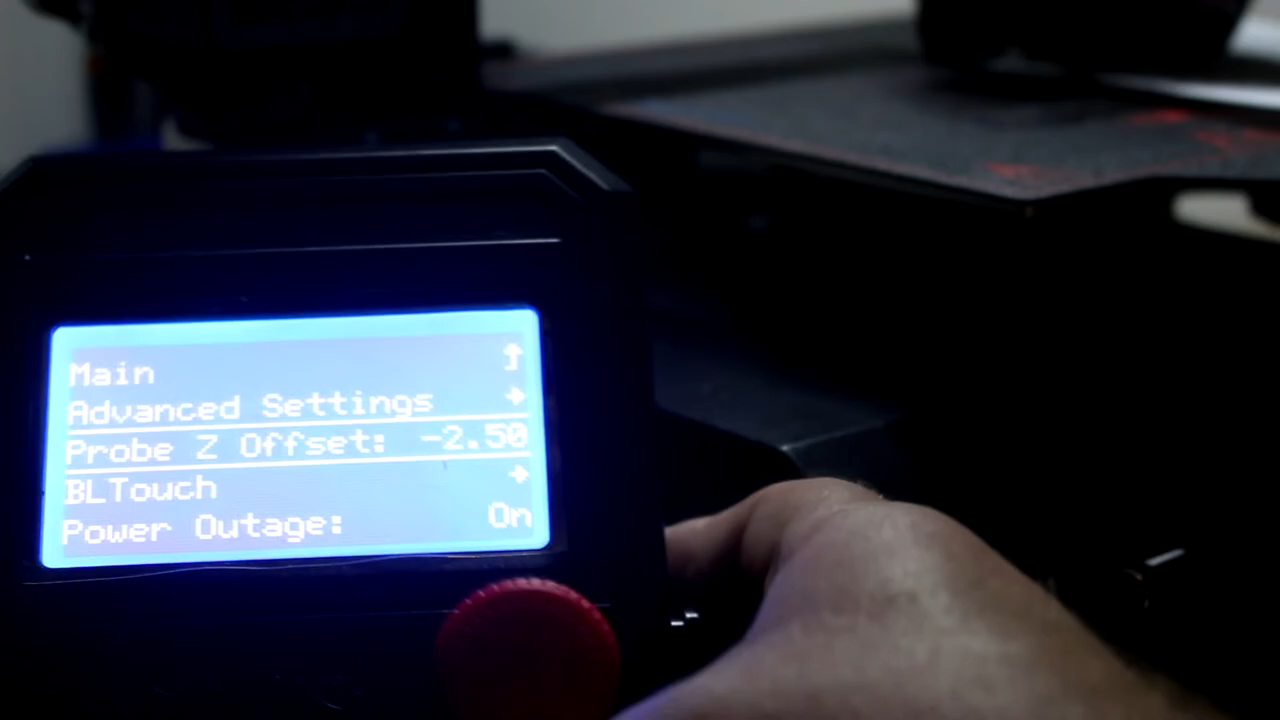 Main
Advanced Settings
Probe Z Offset: -2.50
BLTouch
Power Outage: On